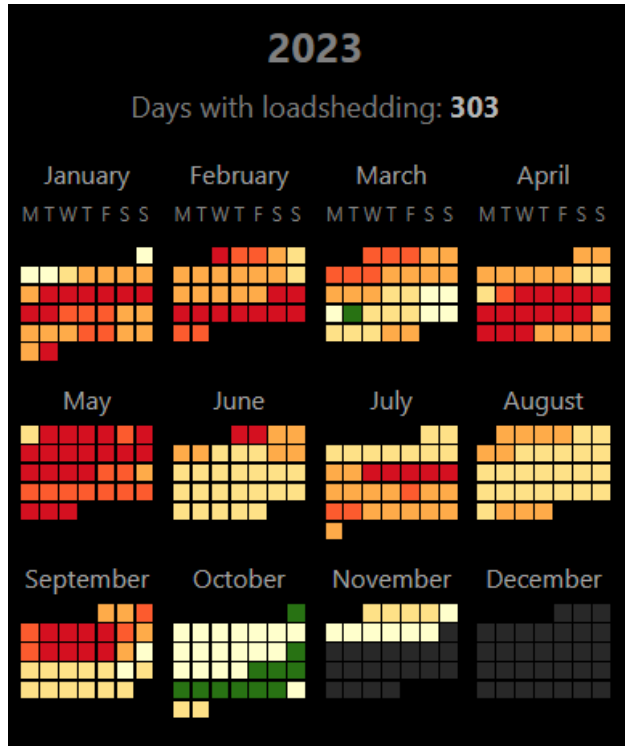 2023
Days with loadshedding: 303
January February March April
M T W T F S S M T W T F S S M T W T F S S M T W T F S S
May June July August
September October November December